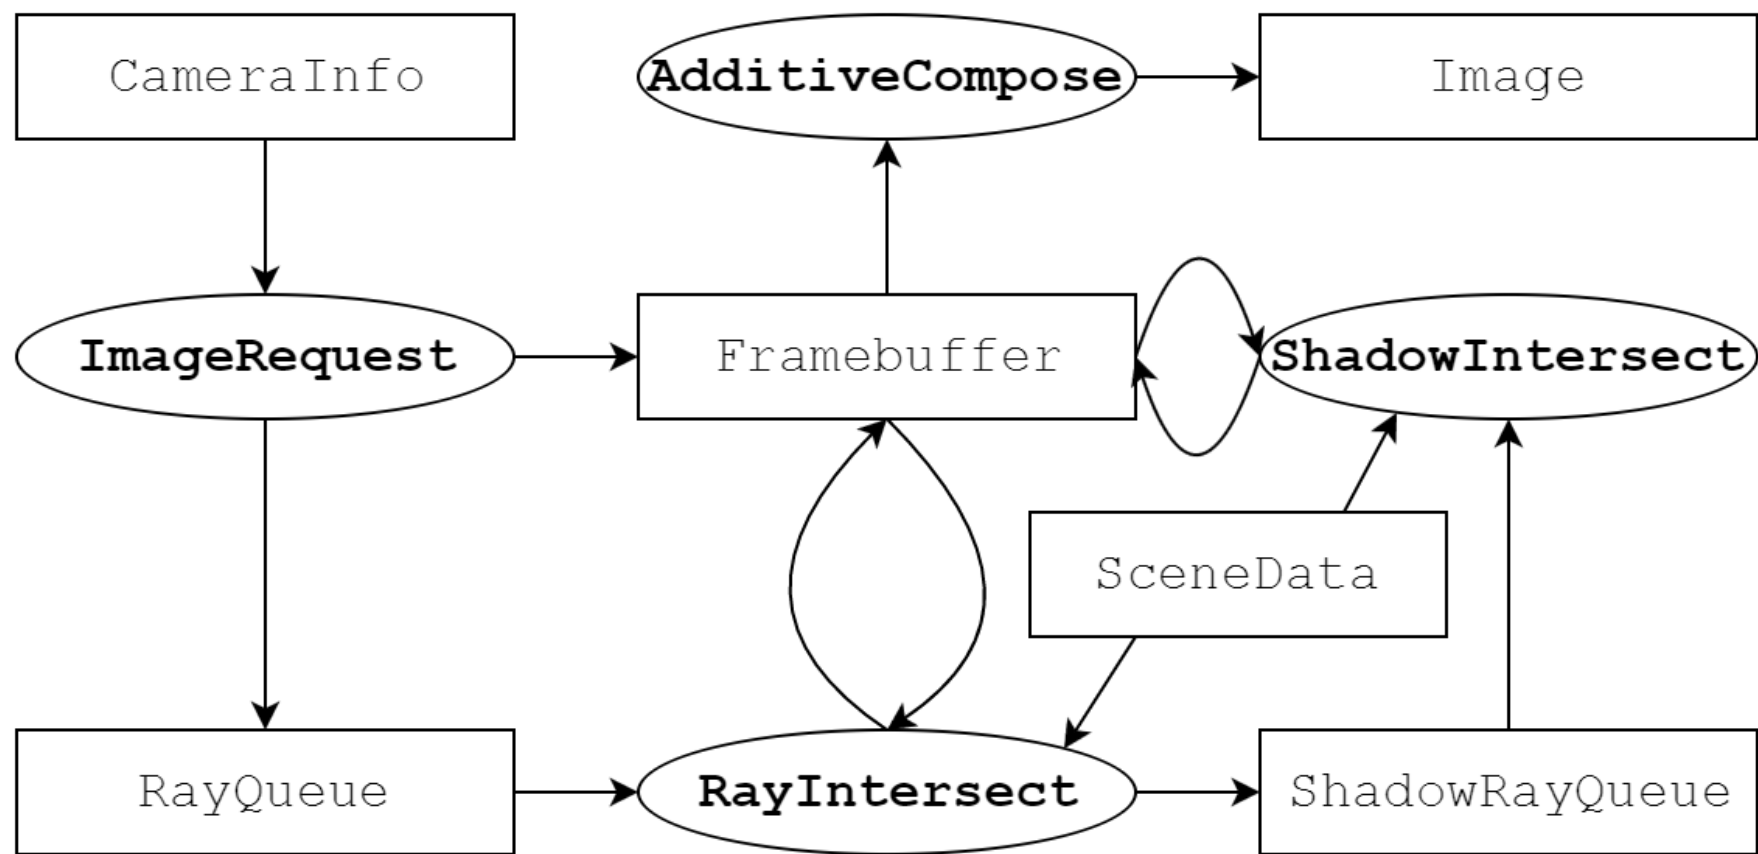 CameraInfo
AdditiveCompose
Image
ImageRequest
Framebuffer
ShadowIntersect
SceneData
RayQueue
RayIntersect
ShadowRayQueue